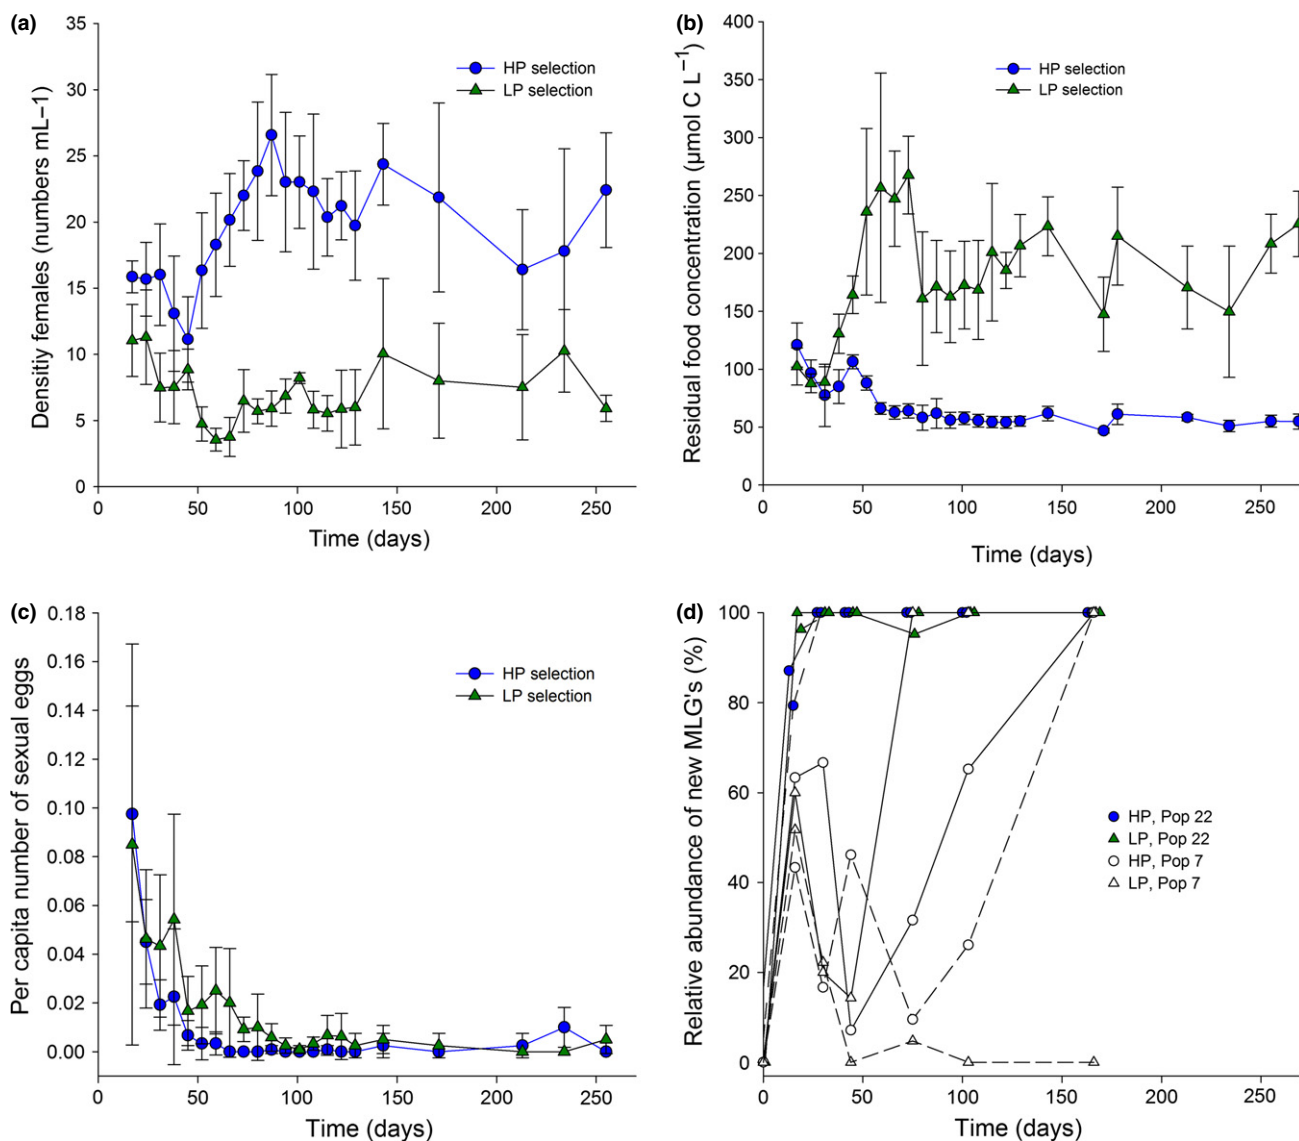 (a)
35
30
25
20
15
10
5
0
Densitiy females (numbers mL−1)
HP selection
LP selection
0 50 100 150 200 250
Time (days)
(b)
400
350
300
250
200
150
100
50
0
Residual food concentration (µmol C L−1)
HP selection
LP selection
0 50 100 150 200 250
Time (days)
(c)
0.18
0.16
0.14
0.12
0.10
0.08
0.06
0.04
0.02
0.00
Per capita number of sexual eggs
HP selection
LP selection
0 50 100 150 200 250
Time (days)
(d)
100
80
60
40
20
0
Relative abundance of new MLG's (%)
HP, Pop 22
LP, Pop 22
HP, Pop 7
LP, Pop 7
0 50 100 150 200 250
Time (days)